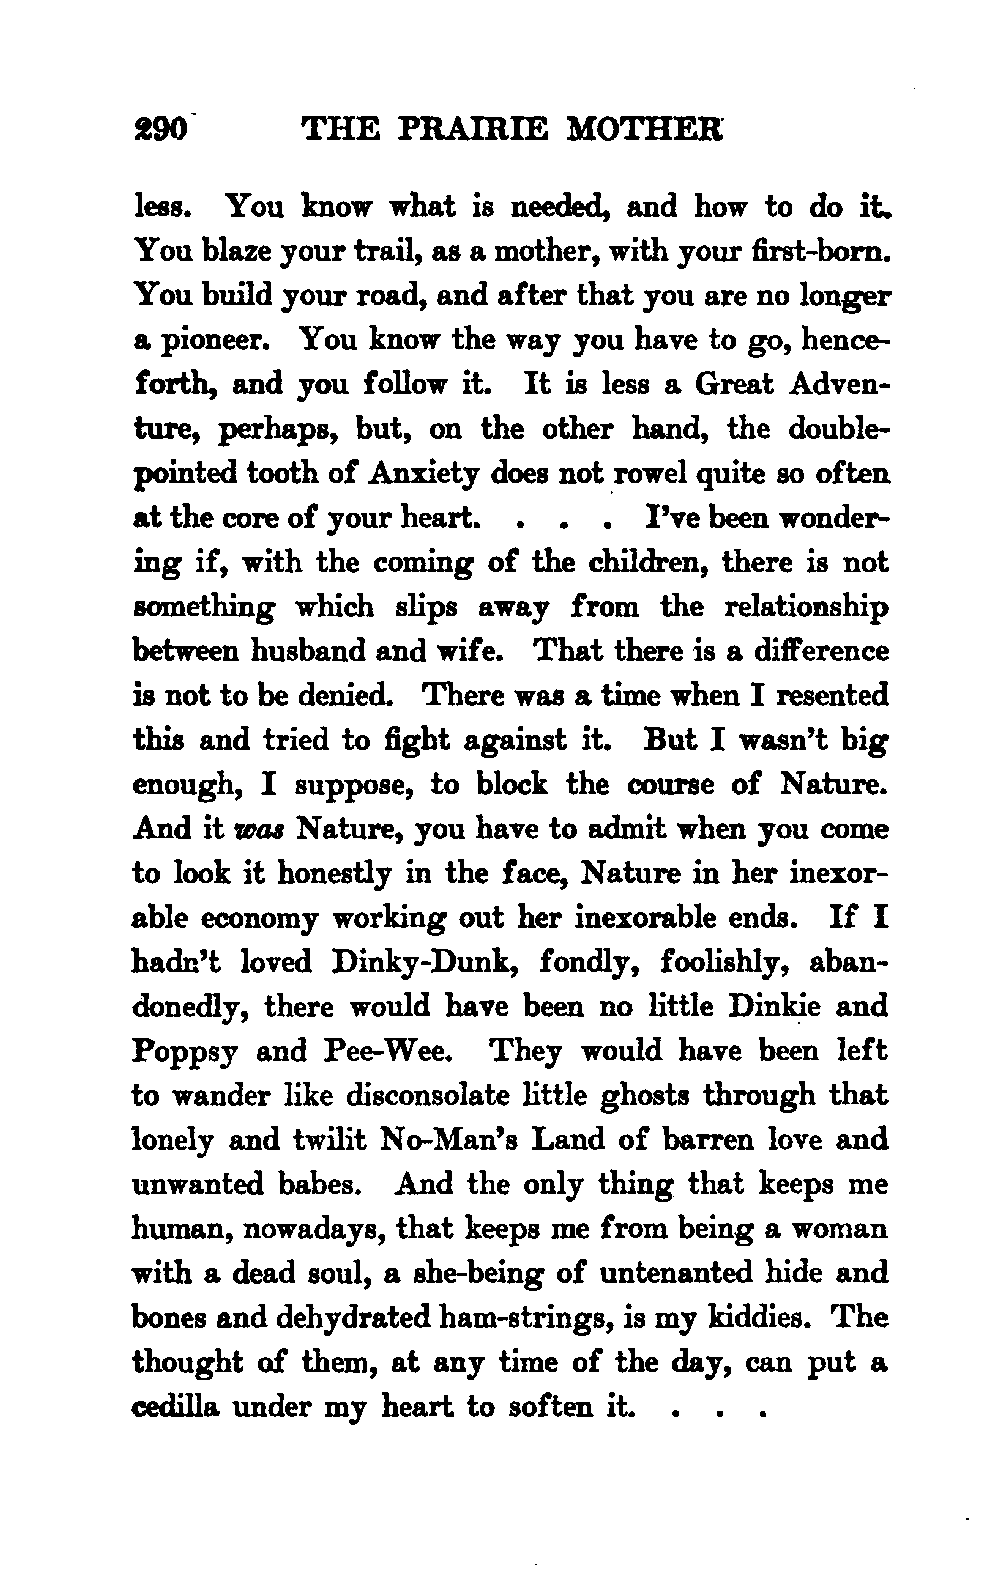 290 THE PRAIRIE MOTHER
less. You know what is needed, and how to do it.
You blaze your trail, as a mother, with your first-born.
You build your road, and after that you are no longer
a pioneer. You know the way you have to go, hence-
forth, and you follow it. It is less a Great Adven-
ture, perhaps, but, on the other hand, the double-
pointed tooth of Anxiety does not rowel quite so often
at the core of your heart. . . . I've been wonder-
ing if, with the coming of the children, there is not
something which slips away from the relationship
between husband and wife. That there is a difference
is not to be denied. There was a time when I resented
this and tried to fight against it. But I wasn't big
enough, I suppose, to block the course of Nature.
And it was Nature, you have to admit when you come
to look it honestly in the face, Nature in her inexor-
able economy working out her inexorable ends. If I
hadn't loved Dinky-Dunk, fondly, foolishly, aban-
donedly, there would have been no little Dinkie and
Poppsy and Pee-Wee. They would have been left
to wander like disconsolate little ghosts through that
lonely and twilit No-Man's Land of barren love and
unwanted babes. And the only thing that keeps me
human, nowadays, that keeps me from being a woman
with a dead soul, a she-being of untenanted hide and
bones and dehydrated ham-strings, is my kiddies. The
thought of them, at any time of the day, can put a
cedilla under my heart to soften it. . . .